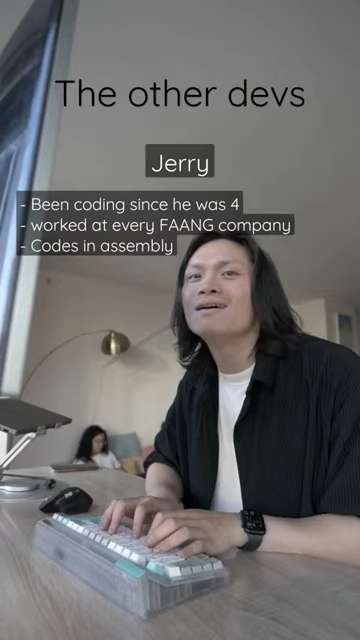 The other devs
Jerry
- Been coding since he was 4
- worked at every FAANG company
- Codes in assembly